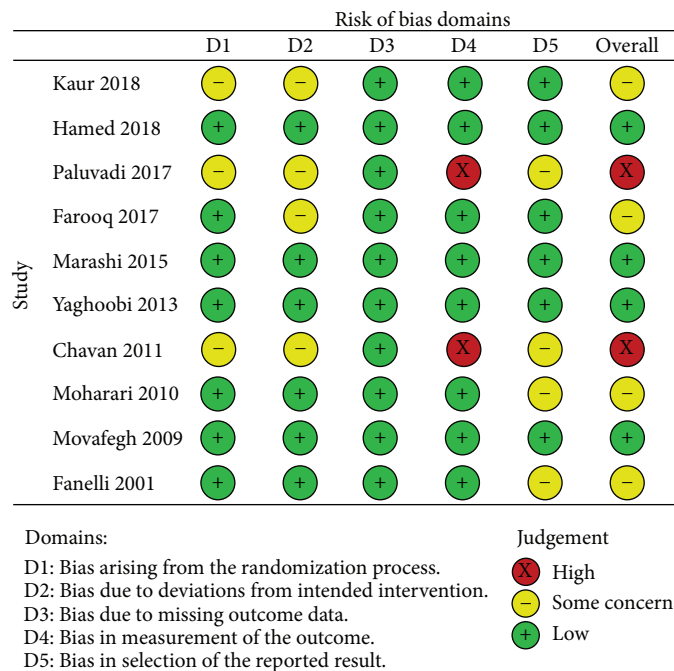 Risk of bias domains
D1 D2 D3 D4 D5 Overall
Study
Kaur 2018 − − + + + −
Hamed 2018 + + + + + +
Paluvadi 2017 − − + X − X
Farooq 2017 + − + + + −
Marashi 2015 + + + + + +
Yaghoobi 2013 + + + + + +
Chavan 2011 − − + X − X
Moharari 2010 + + + + − −
Movafegh 2009 + + + + + +
Fanelli 2001 + + + + − −
Domains:
D1: Bias arising from the randomization process.
D2: Bias due to deviations from intended intervention.
D3: Bias due to missing outcome data.
D4: Bias in measurement of the outcome.
D5: Bias in selection of the reported result.
Judgement
X High
− Some concern
+ Low